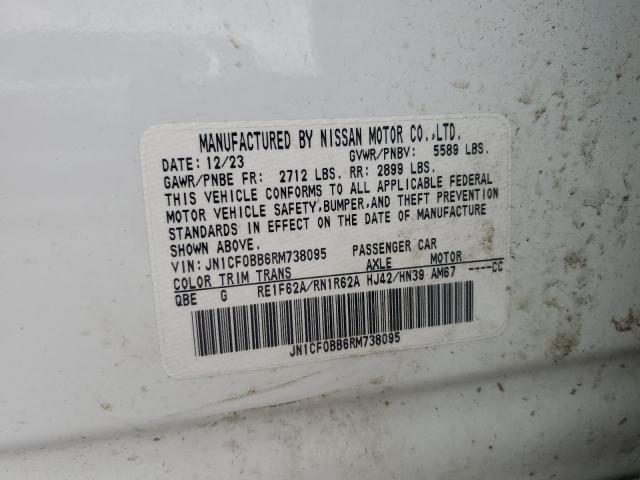 MANUFACTURED BY NISSAN MOTOR CO.,LTD.
DATE: 12/23 GVWR/PNBV: 5589 LBS.
GAWR/PNBE FR: 2712 LBS. RR: 2899 LBS.
THIS VEHICLE CONFORMS TO ALL APPLICABLE FEDERAL
MOTOR VEHICLE SAFETY,BUMPER,AND THEFT PREVENTION
STANDARDS IN EFFECT ON THE DATE OF MANUFACTURE
SHOWN ABOVE.
VIN: JN1CF0BB6RM738095 PASSENGER CAR
COLOR TRIM TRANS AXLE MOTOR
QBE G RE1F62A/RN1R62A HJ42/HN39 AM67 ----CC
JN1CF0BB6RM738095